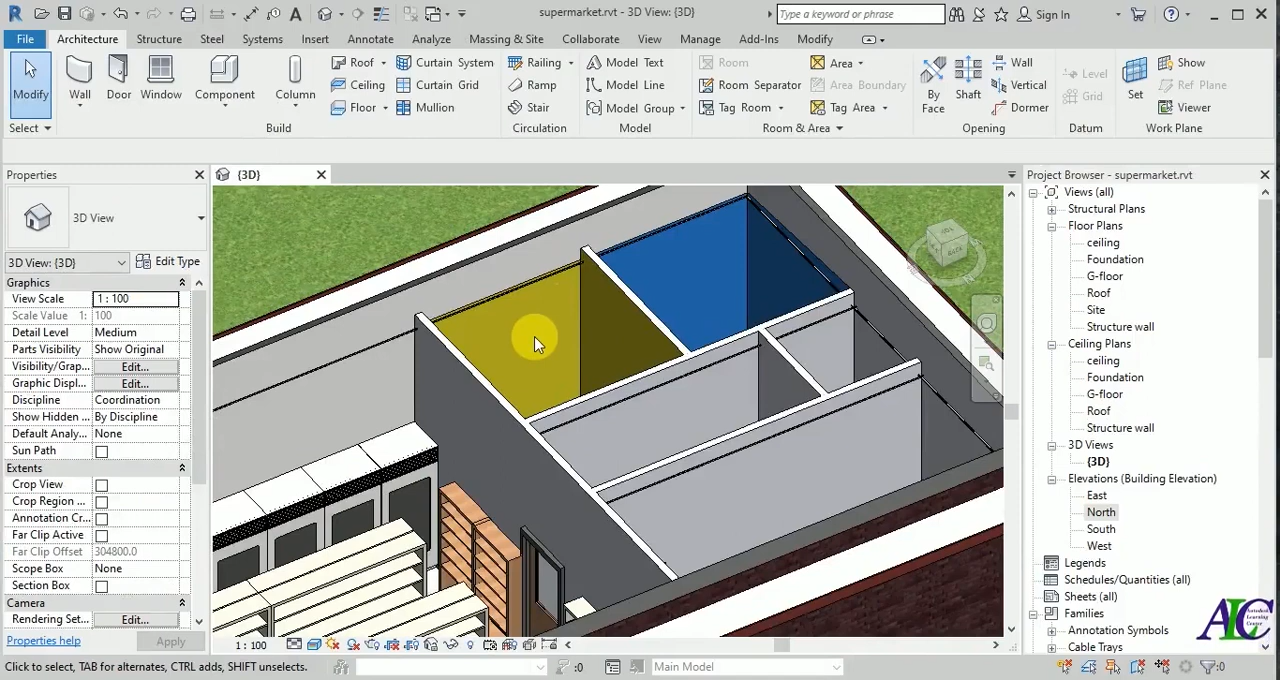 supermarket.rvt - 3D View: {3D}
Type a keyword or phrase
Sign In
File Architecture Structure Steel Systems Insert Annotate Analyze Massing & Site Collaborate View Manage Add-Ins Modify
Modify
Select
Wall
Door
Window
Component
Column
Roof
Ceiling
Floor
Curtain System
Curtain Grid
Mullion
Build
Railing
Ramp
Stair
Circulation
Model Text
Model Line
Model Group
Model
Room
Room Separator
Tag Room
Area
Area Boundary
Tag Area
Room & Area
By Face
Shaft
Wall
Vertical
Dormer
Opening
Level
Grid
Datum
Set
Show
Ref Plane
Viewer
Work Plane
Properties
3D View
3D View: {3D}
Edit Type
Graphics
View Scale 1 : 100
Scale Value 1: 100
Detail Level Medium
Parts Visibility Show Original
Visibility/Grap... Edit...
Graphic Displ... Edit...
Discipline Coordination
Show Hidden ... By Discipline
Default Analy... None
Sun Path
Extents
Crop View
Crop Region ...
Annotation Cr...
Far Clip Active
Far Clip Offset 304800.0
Scope Box None
Section Box
Camera
Rendering Set... Edit...
Properties help
Apply
{3D}
BACK
1 : 100
Project Browser - supermarket.rvt
Views (all)
Structural Plans
Floor Plans
ceiling
Foundation
G-floor
Roof
Site
Structure wall
Ceiling Plans
ceiling
Foundation
G-floor
Roof
Structure wall
3D Views
{3D}
Elevations (Building Elevation)
East
North
South
West
Legends
Schedules/Quantities (all)
Sheets (all)
Families
Annotation Symbols
Cable Trays
ALC
Autodesk
Learning
Center
Click to select, TAB for alternates, CTRL adds, SHIFT unselects.
:0
Main Model
:0